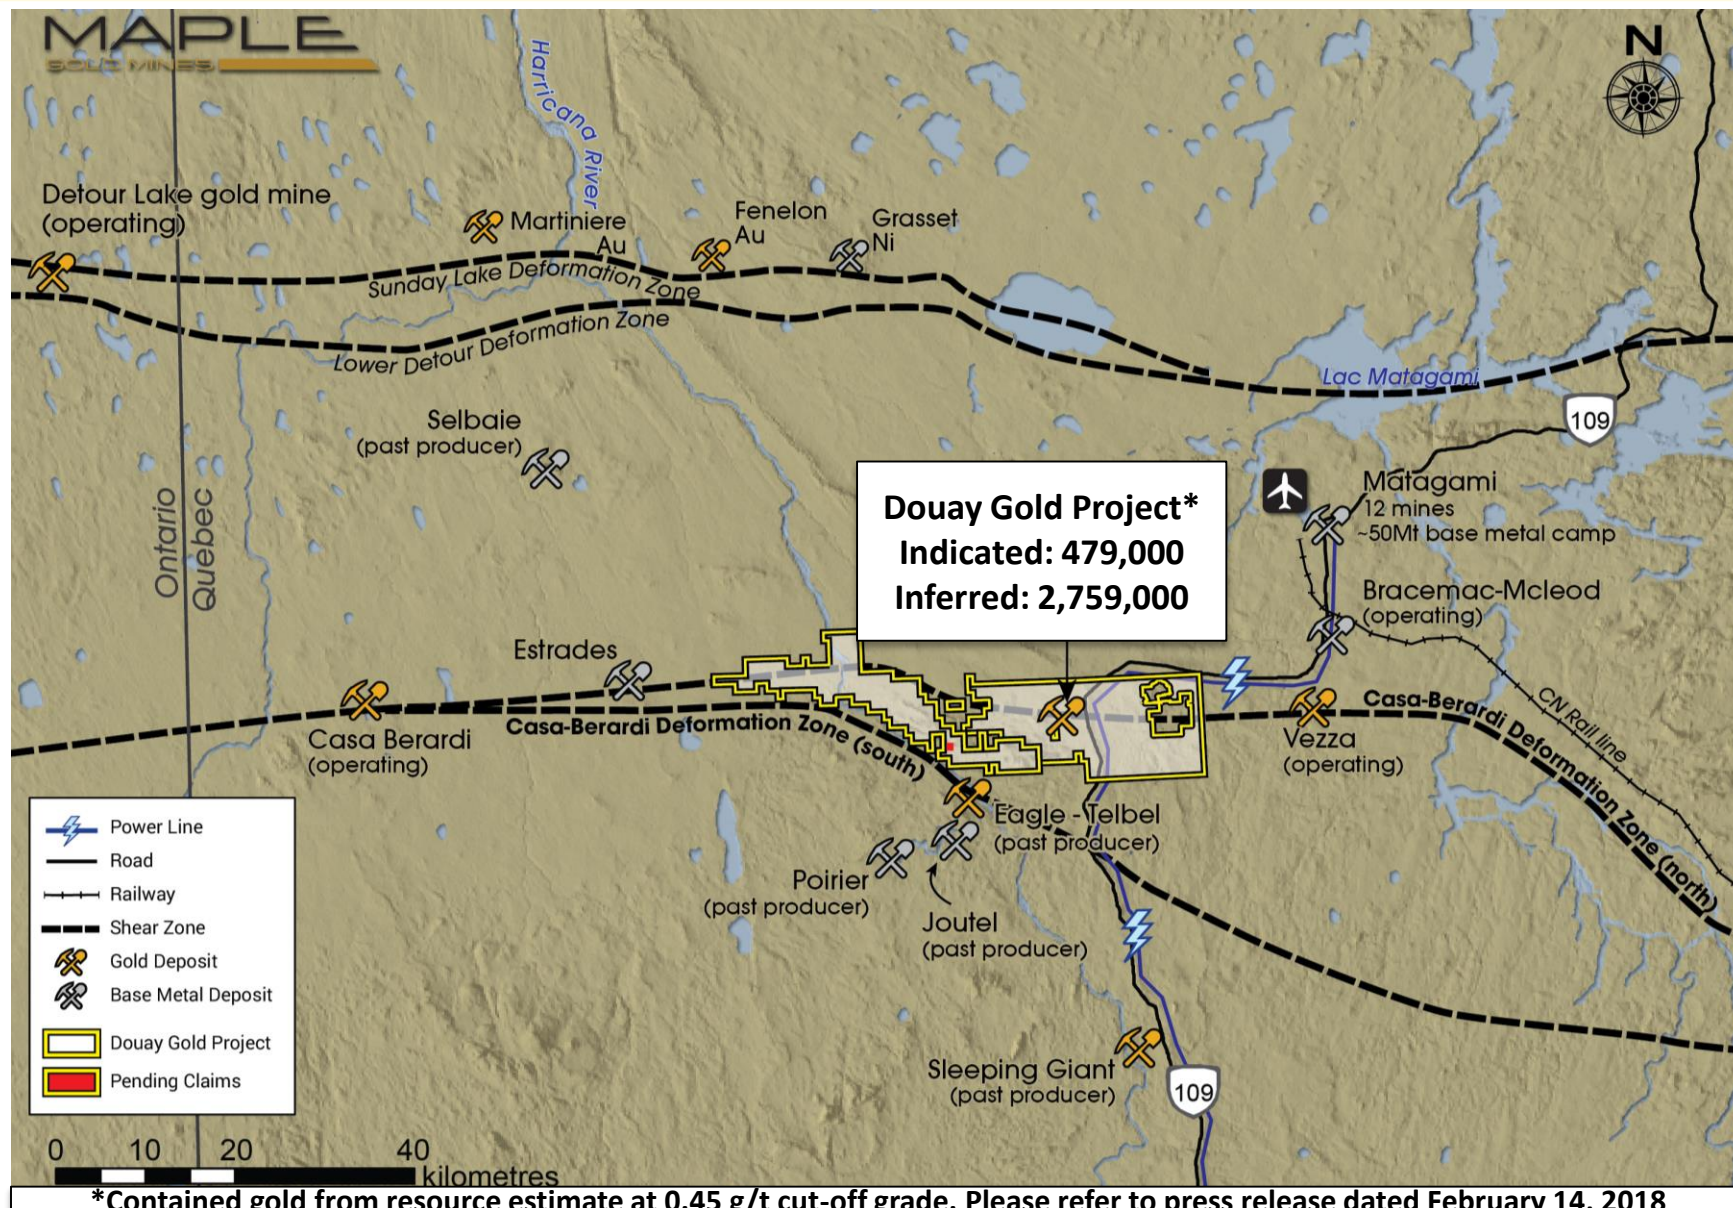 MAPLE
GOLD MINES
N
Harricana River
Detour Lake gold mine
(operating)
Martiniere
Au
Fenelon
Au
Grasset
Ni
Sunday Lake Deformation Zone
Lower Detour Deformation Zone
Lac Matagami
109
Selbaie
(past producer)
Ontario
Quebec
Douay Gold Project*
Indicated: 479,000
Inferred: 2,759,000
Matagami
12 mines
~50Mt base metal camp
Bracemac-Mcleod
(operating)
Estrades
Casa Berardi
(operating)
Casa-Berardi Deformation Zone (south)
Casa-Berardi Deformation Zone (north)
CN Rail line
Vezza
(operating)
Eagle - Telbel
(past producer)
Poirier
(past producer)
Joutel
(past producer)
Sleeping Giant
(past producer)
109
Power Line
Road
Railway
Shear Zone
Gold Deposit
Base Metal Deposit
Douay Gold Project
Pending Claims
0 10 20 40
kilometres
*Contained gold from resource estimate at 0.45 g/t cut-off grade. Please refer to press release dated February 14, 2018